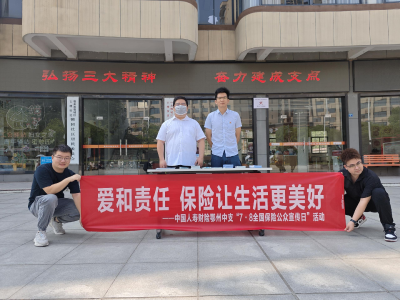 弘扬三大精神 奋力建成支点
爱和责任 保险让生活更美好
——中国人寿财险鄂州中支“7·8全国保险公众宣传日”活动